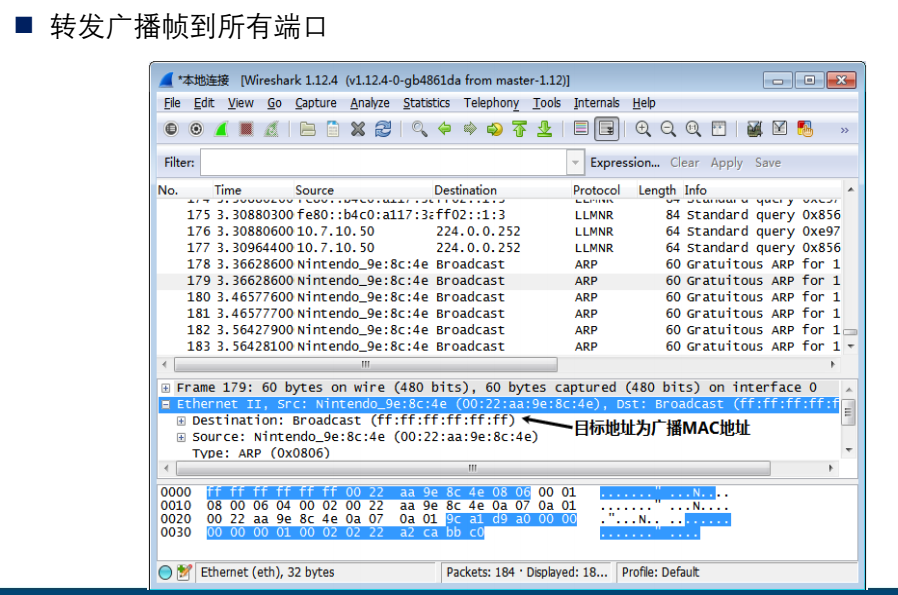 转发广播帧到所有端口
*本地连接 [Wireshark 1.12.4 (v1.12.4-0-gb4861da from master-1.12)]
File Edit View Go Capture Analyze Statistics Telephony Tools Internals Help
Filter: Expression... Clear Apply Save
No. Time Source Destination Protocol Length Info
175 3.30880300 fe80::b4c0:a117:3 ff02::1:3 LLMNR 84 Standard query 0x856
176 3.30880600 10.7.10.50 224.0.0.252 LLMNR 64 Standard query 0xe97
177 3.30964400 10.7.10.50 224.0.0.252 LLMNR 64 Standard query 0x856
178 3.36628600 Nintendo_9e:8c:4e Broadcast ARP 60 Gratuitous ARP for 1
179 3.36628600 Nintendo_9e:8c:4e Broadcast ARP 60 Gratuitous ARP for 1
180 3.46577600 Nintendo_9e:8c:4e Broadcast ARP 60 Gratuitous ARP for 1
181 3.46577700 Nintendo_9e:8c:4e Broadcast ARP 60 Gratuitous ARP for 1
182 3.56427900 Nintendo_9e:8c:4e Broadcast ARP 60 Gratuitous ARP for 1
183 3.56428100 Nintendo_9e:8c:4e Broadcast ARP 60 Gratuitous ARP for 1
Frame 179: 60 bytes on wire (480 bits), 60 bytes captured (480 bits) on interface 0
Ethernet II, Src: Nintendo_9e:8c:4e (00:22:aa:9e:8c:4e), Dst: Broadcast (ff:ff:ff:ff:f
Destination: Broadcast (ff:ff:ff:ff:ff:ff)
目标地址为广播MAC地址
Source: Nintendo_9e:8c:4e (00:22:aa:9e:8c:4e)
Type: ARP (0x0806)
0000 ff ff ff ff ff ff 00 22 aa 9e 8c 4e 08 06 00 01 ......." ...N....
0010 08 00 06 04 00 02 00 22 aa 9e 8c 4e 0a 07 0a 01 ......." ...N....
0020 00 22 aa 9e 8c 4e 0a 07 0a 01 9c a1 d9 a0 00 00 ."...N.. ........
0030 00 00 00 01 00 02 02 22 a2 ca bb c0 ......." ....
Ethernet (eth), 32 bytes Packets: 184 · Displayed: 18... Profile: Default